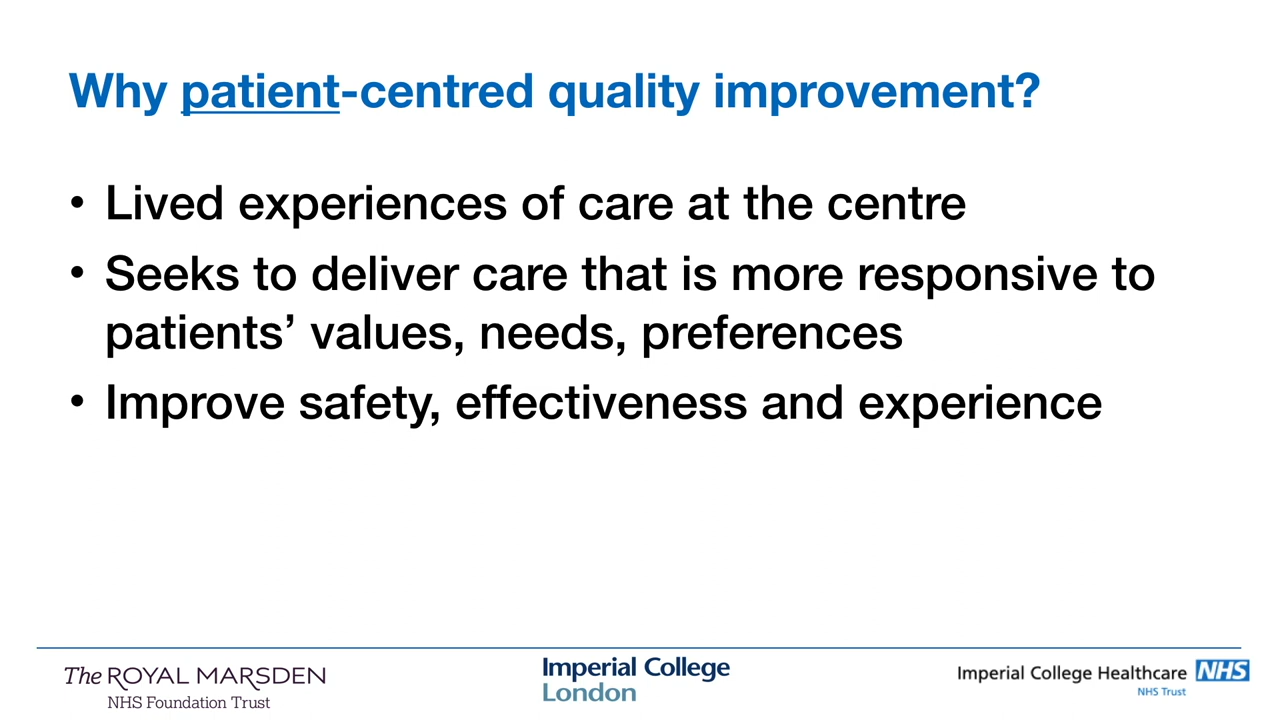 Why patient-centred quality improvement?
• Lived experiences of care at the centre
• Seeks to deliver care that is more responsive to
patients’ values, needs, preferences
• Improve safety, effectiveness and experience
The ROYAL MARSDEN
NHS Foundation Trust
Imperial College
London
Imperial College Healthcare NHS
NHS Trust